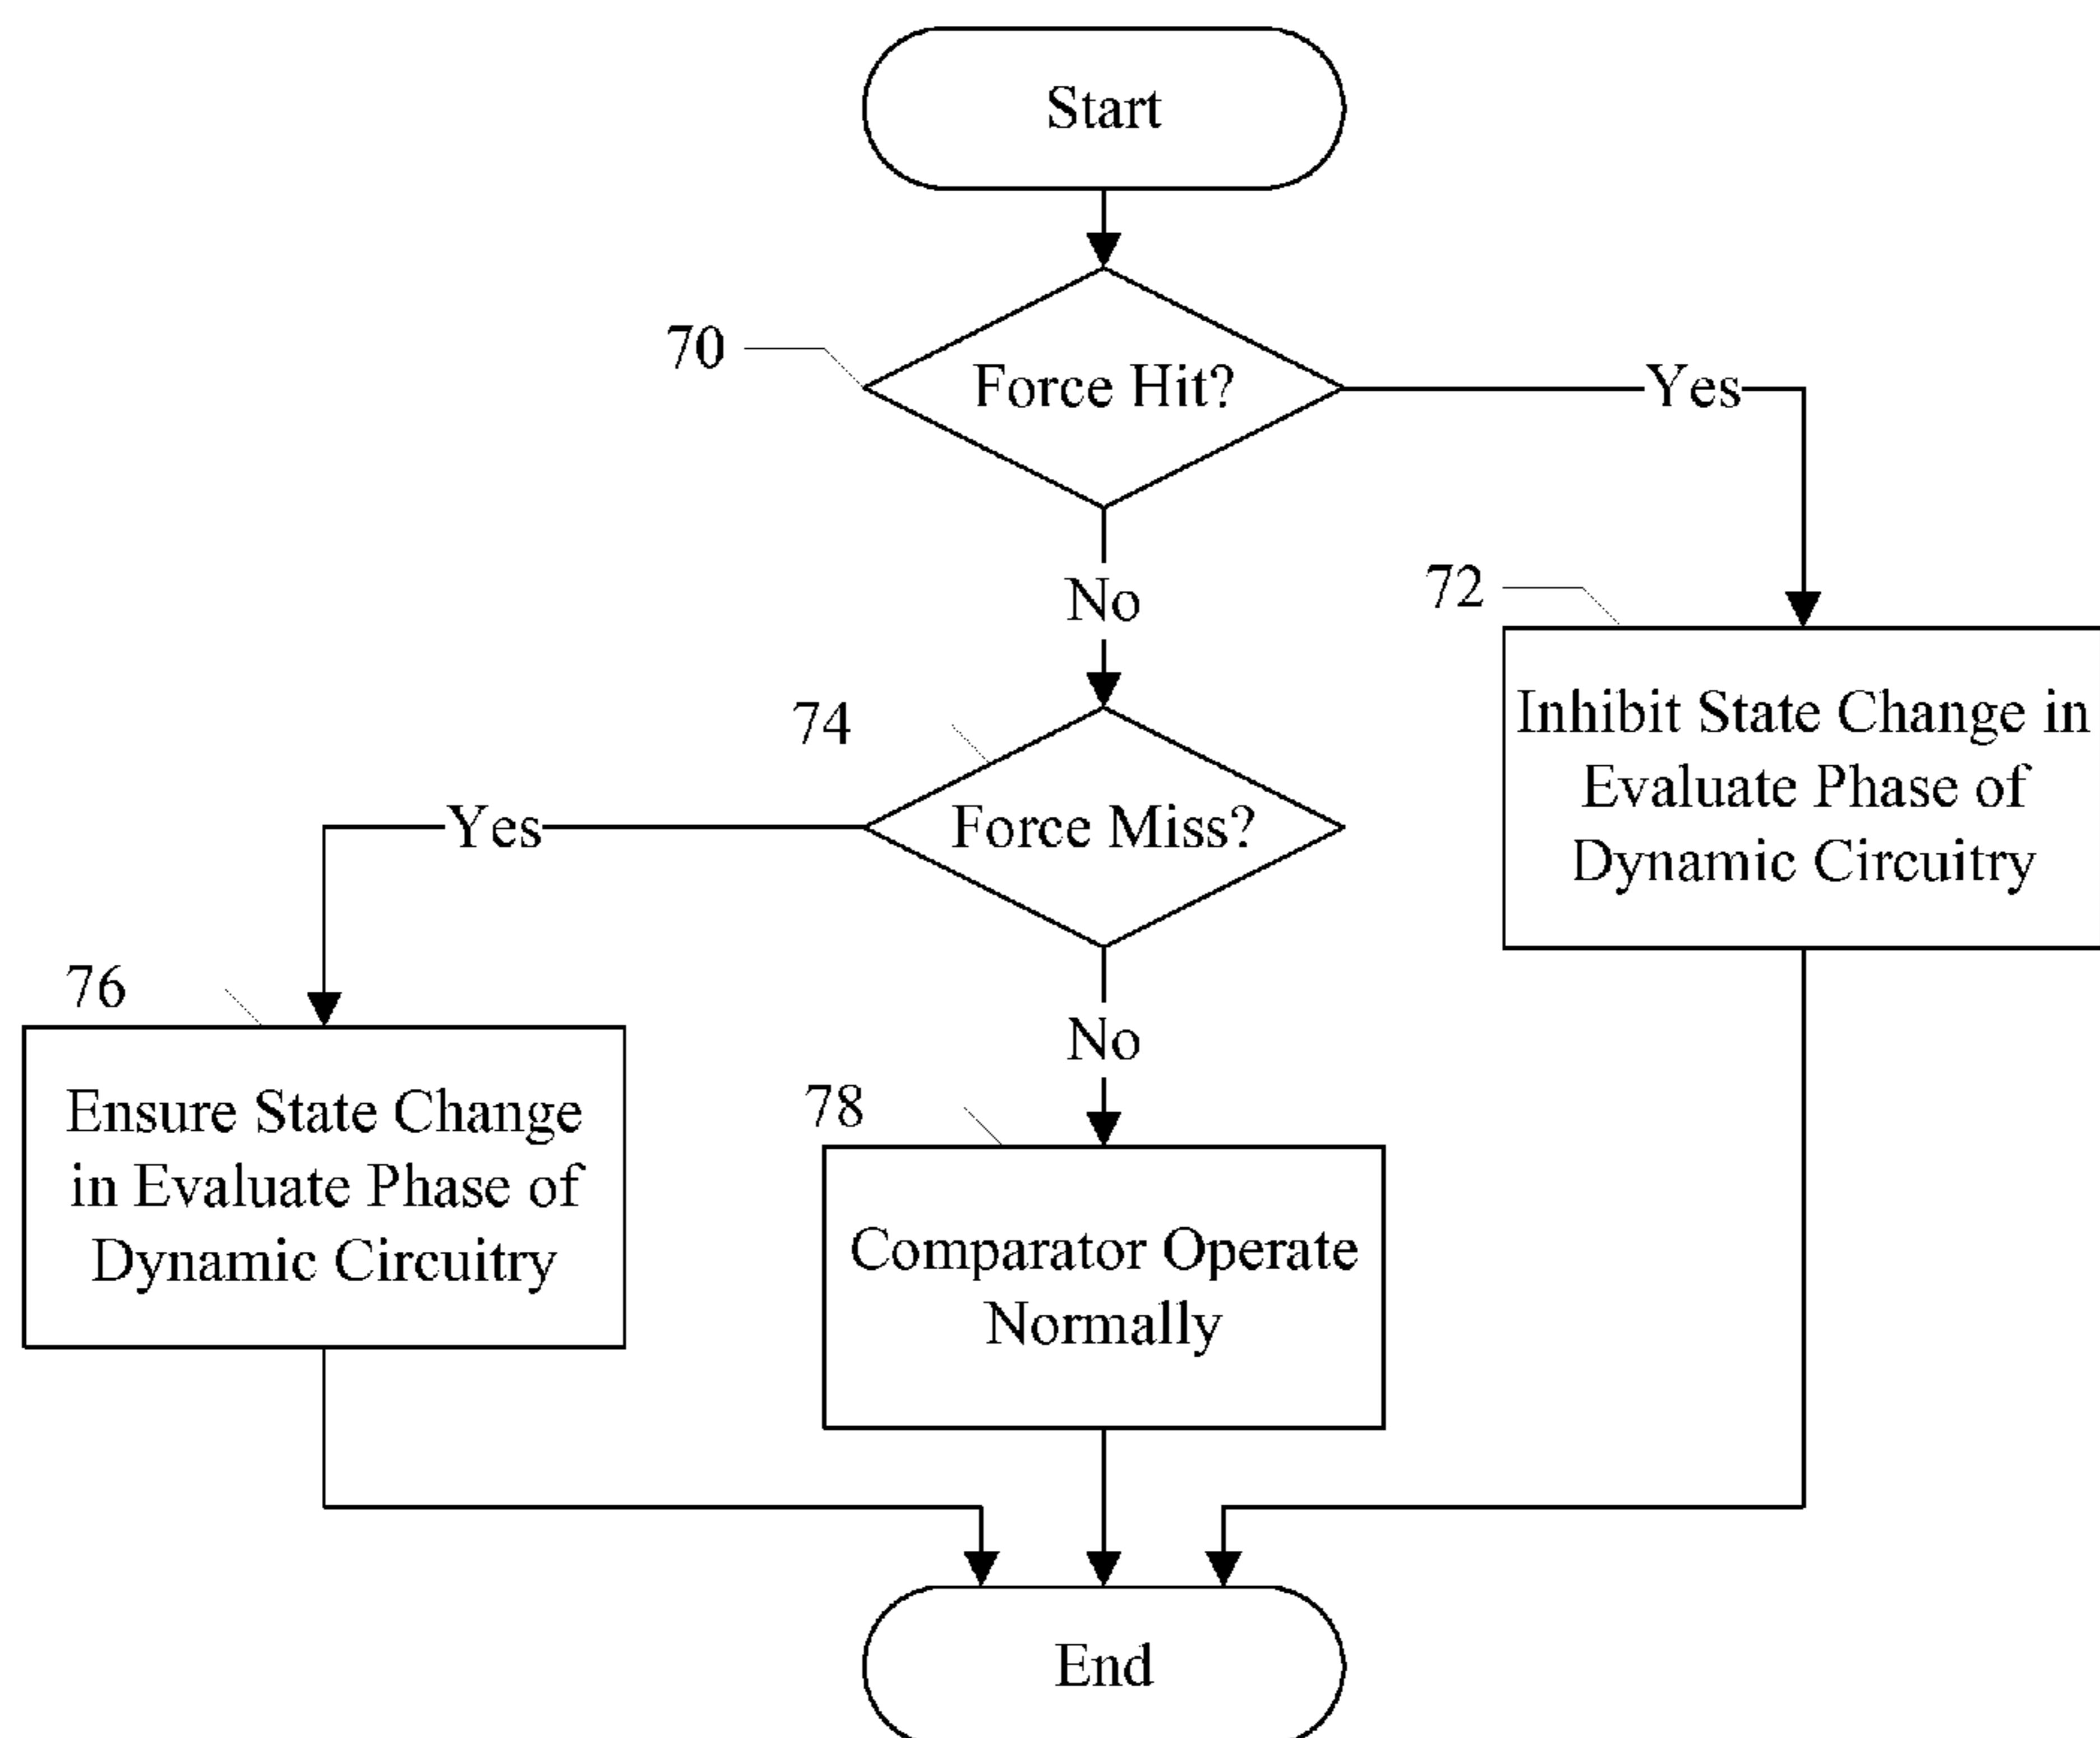 Start
70
Force Hit?
Yes
No
72
Inhibit State Change in
Evaluate Phase of
Dynamic Circuitry
74
Force Miss?
Yes
No
76
Ensure State Change
in Evaluate Phase of
Dynamic Circuitry
78
Comparator Operate
Normally
End